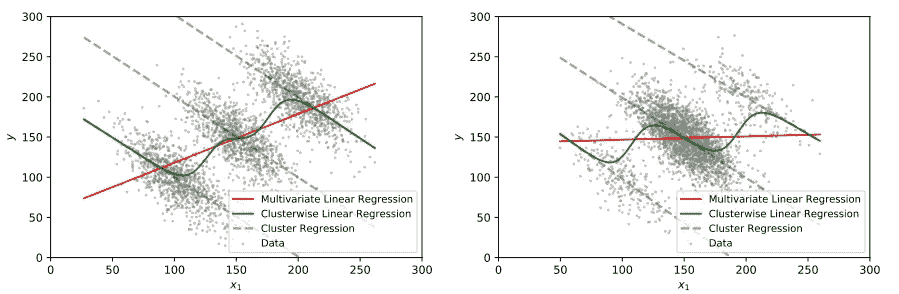 300
250
200
150
100
50
0
y
0 50 100 150 200 250 300
x1
Multivariate Linear Regression
Clusterwise Linear Regression
Cluster Regression
Data
300
250
200
150
100
50
0
y
0 50 100 150 200 250 300
x1
Multivariate Linear Regression
Clusterwise Linear Regression
Cluster Regression
Data